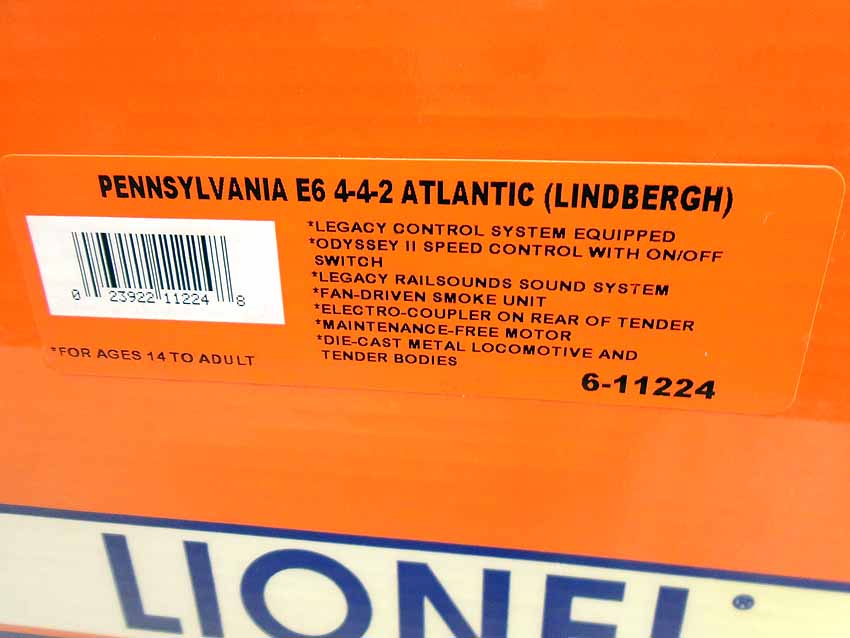 PENNSYLVANIA E6 4-4-2 ATLANTIC (LINDBERGH)
*LEGACY CONTROL SYSTEM EQUIPPED
*ODYSSEY II SPEED CONTROL WITH ON/OFF
SWITCH
*LEGACY RAILSOUNDS SOUND SYSTEM
*FAN-DRIVEN SMOKE UNIT
*ELECTRO-COUPLER ON REAR OF TENDER
*MAINTENANCE-FREE MOTOR
*DIE-CAST METAL LOCOMOTIVE AND
TENDER BODIES
0 23922 11224 8
*FOR AGES 14 TO ADULT
6-11224
LIONEL®